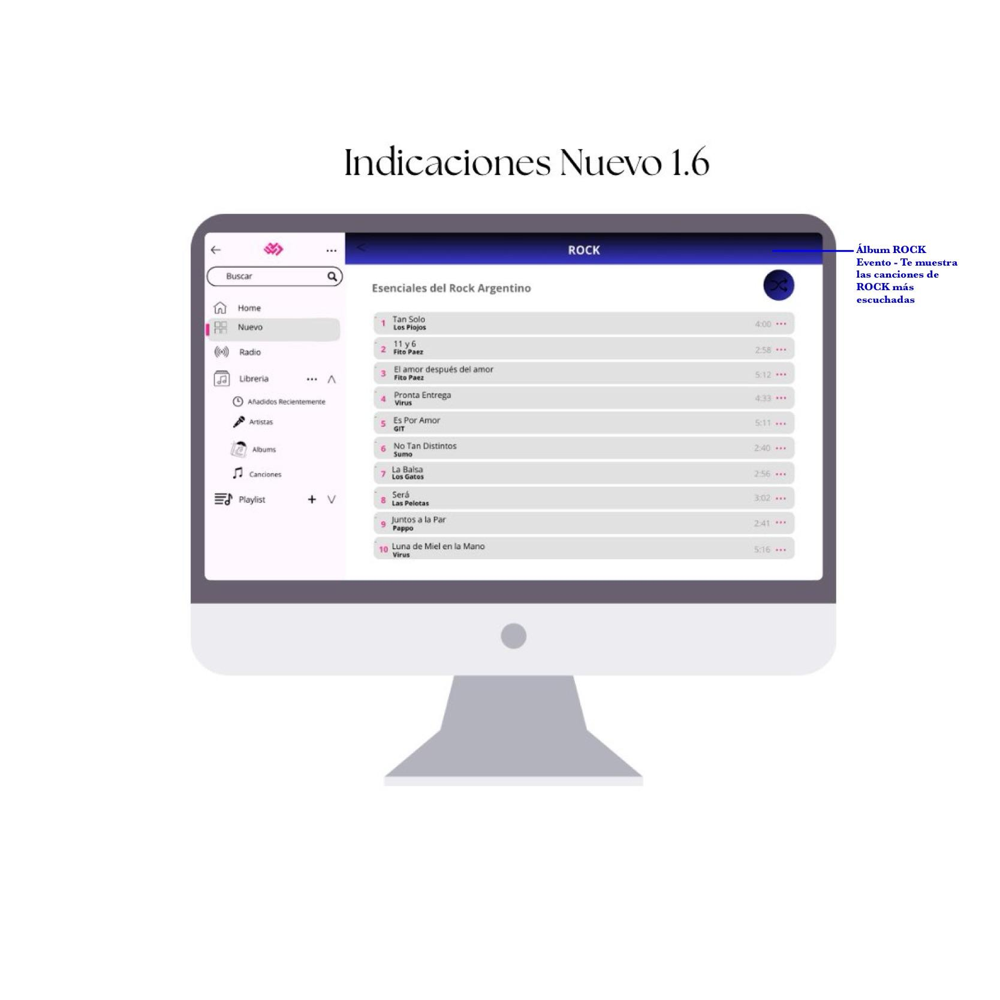 Indicaciones Nuevo 1.6
ROCK
Buscar
Home
Nuevo
Radio
Libreria
Añadidos Recientemente
Artistas
Albums
Canciones
Playlist
Esenciales del Rock Argentino
1 Tan Solo 4:00
Los Piojos
2 11 y 6 2:58
Fito Paez
3 El amor después del amor 5:12
Fito Paez
4 Pronta Entrega 4:33
Virus
5 Es Por Amor 5:11
GIT
6 No Tan Distintos 2:40
Sumo
7 La Balsa 2:56
Los Gatos
8 Será 3:02
Las Pelotas
9 Juntos a la Par 2:41
Pappo
10 Luna de Miel en la Mano 5:16
Virus
Álbum ROCK
Evento - Te muestra
las canciones de
ROCK más
escuchadas